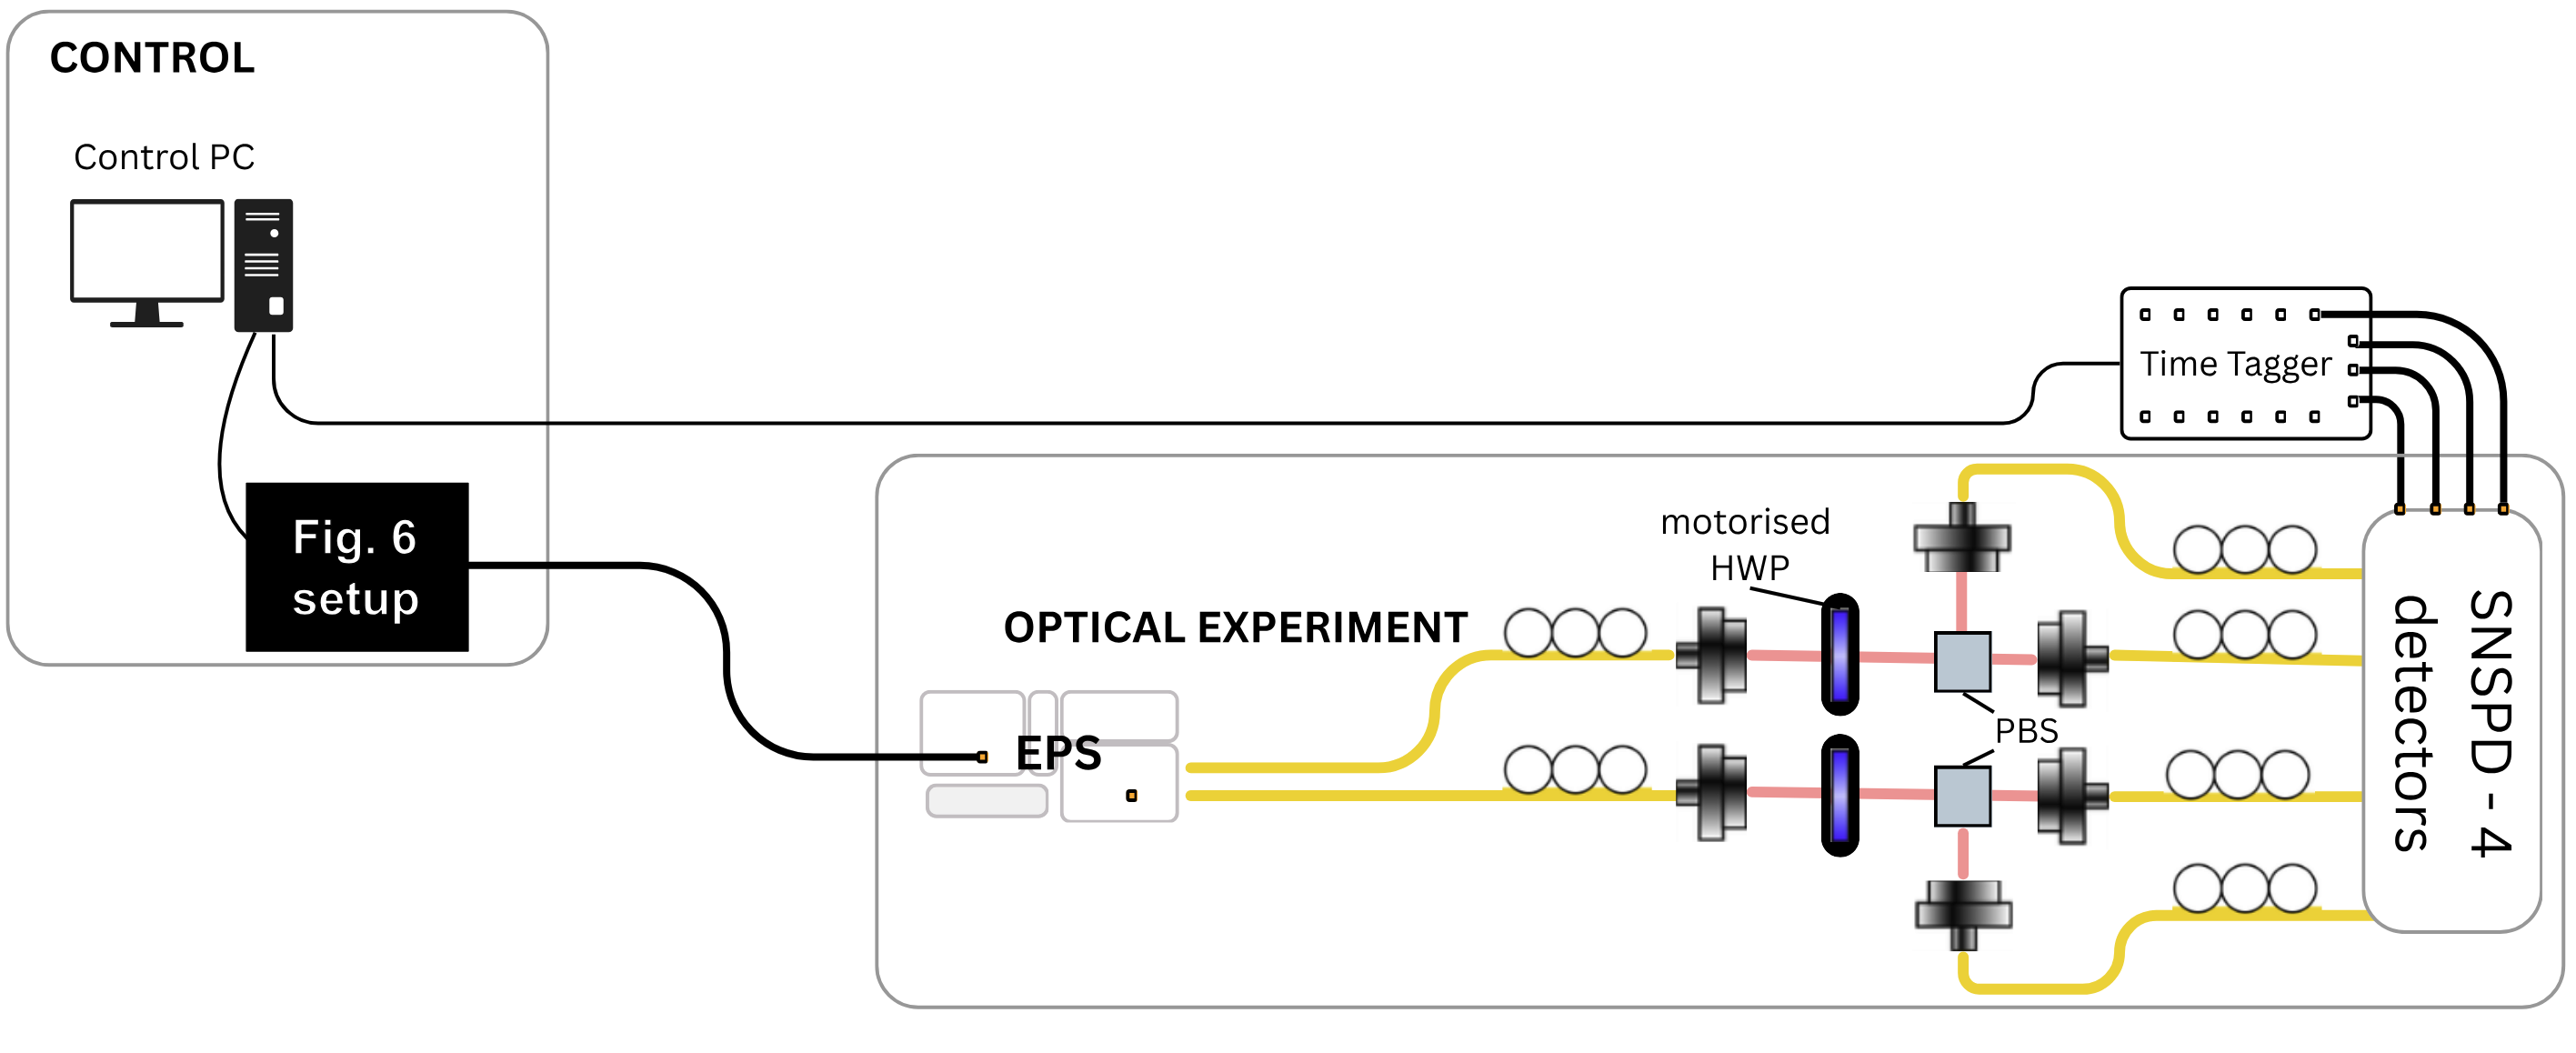 CONTROL
Control PC
Fig. 6
setup
Time Tagger
motorised
HWP
OPTICAL EXPERIMENT
EPS
PBS
SNSPD - 4
detectors